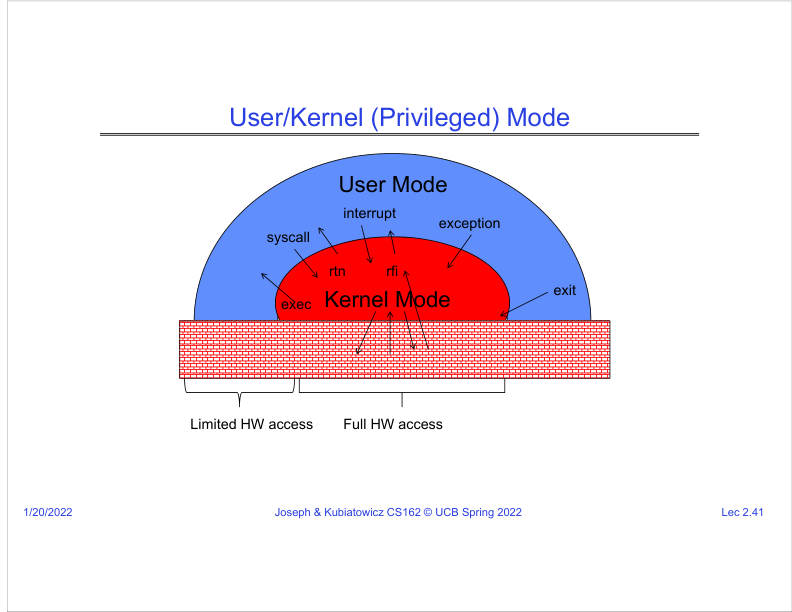 User/Kernel (Privileged) Mode
User Mode
interrupt
exception
syscall
rtn
rfi
exec
Kernel Mode
exit
Limited HW access
Full HW access
1/20/2022
Joseph & Kubiatowicz CS162 © UCB Spring 2022
Lec 2.41